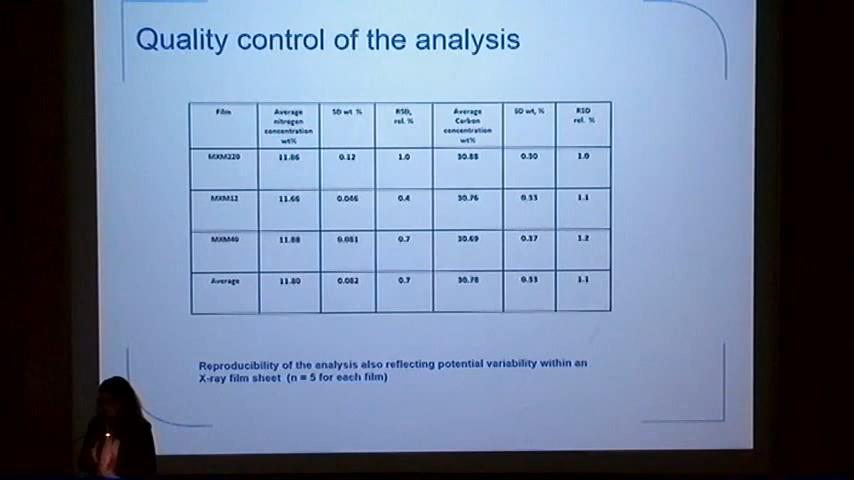 Quality control of the analysis
Film Average nitrogen concentration wt% SD wt % RSD, rel. % Average Carbon concentration wt% SD wt, % RSD rel. %
MXM220 11.86 0.12 1.0 30.88 0.30 1.0
MXM12 11.66 0.046 0.4 30.76 0.33 1.1
MXM40 11.88 0.081 0.7 30.69 0.37 1.2
Average 11.80 0.082 0.7 30.78 0.33 1.1
Reproducibility of the analysis also reflecting potential variability within an
X-ray film sheet (n = 5 for each film)